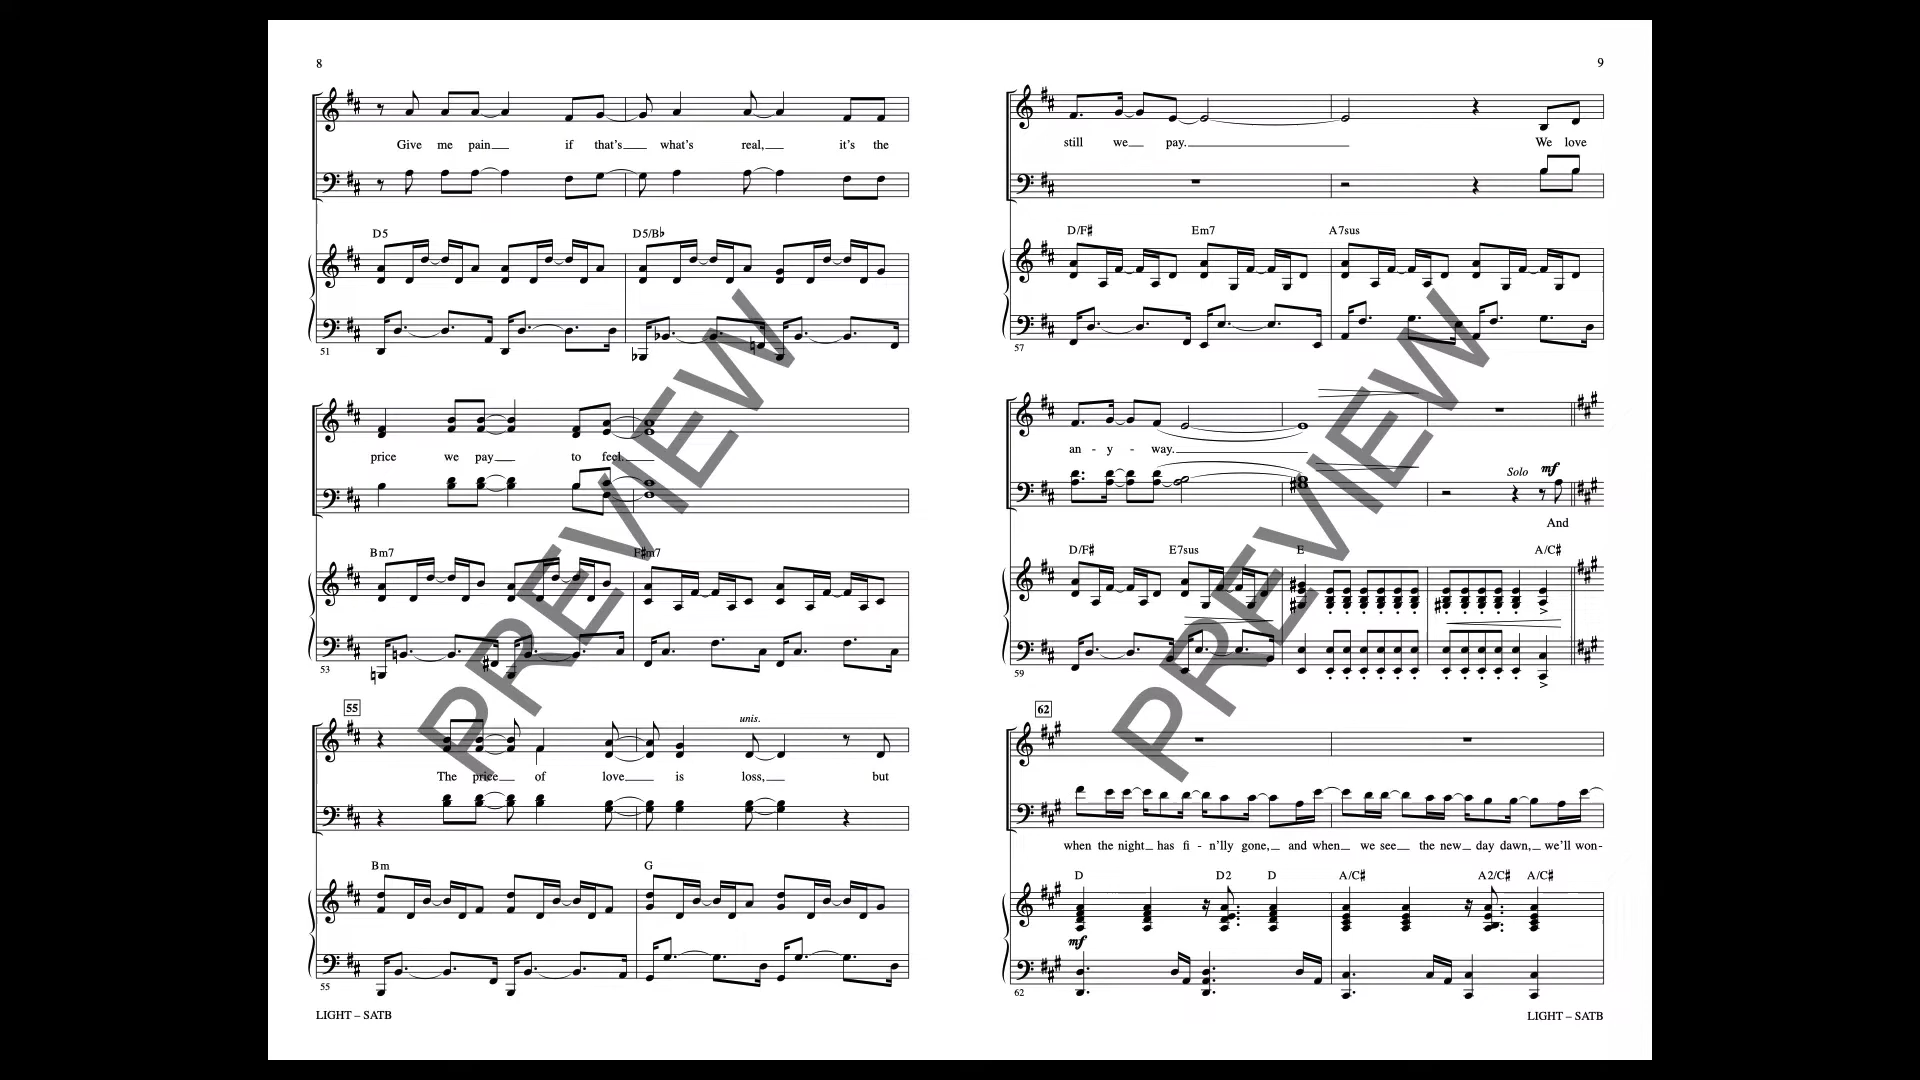 8
Give me pain if that's what's real, it's the
D5 D5/B♭
51
price we pay to feel.
Bm7 F♯m7
53
55
unis.
The price of love is loss, but
Bm G
55
LIGHT – SATB
9
still we pay. We love
D/F♯ Em7 A7sus
57
an - y - way.
Solo mf
And
D/F♯ E7sus E A/C♯
59
62
when the night has fi - n'lly gone, and when we see the new day dawn, we'll won-
D D2 D A/C♯ A2/C♯ A/C♯
mf
62
LIGHT – SATB
PREVIEW
PREVIEW